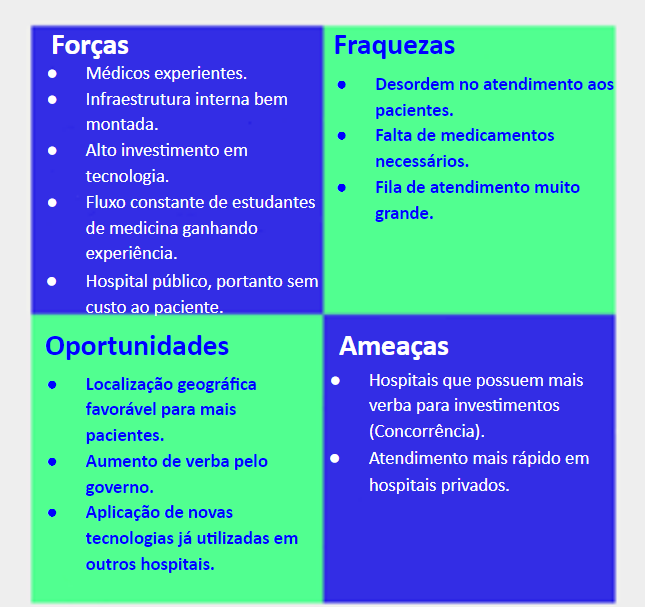 Forças
● Médicos experientes.
● Infraestrutura interna bem
montada.
● Alto investimento em
tecnologia.
● Fluxo constante de estudantes
de medicina ganhando
experiência.
● Hospital público, portanto sem
custo ao paciente.
Fraquezas
● Desordem no atendimento aos
pacientes.
● Falta de medicamentos
necessários.
● Fila de atendimento muito
grande.
Oportunidades
● Localização geográfica
favorável para mais
pacientes.
● Aumento de verba pelo
governo.
● Aplicação de novas
tecnologias já utilizadas em
outros hospitais.
Ameaças
● Hospitais que possuem mais
verba para investimentos
(Concorrência).
● Atendimento mais rápido em
hospitais privados.